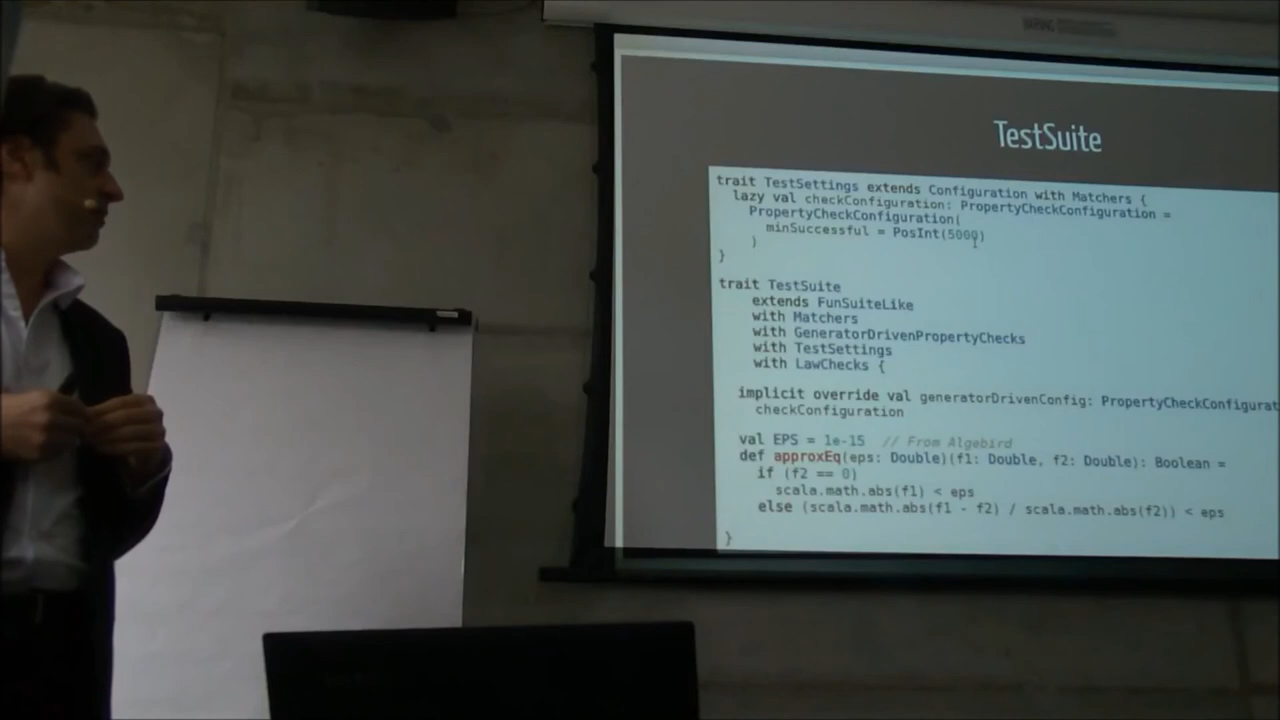 TestSuite
trait TestSettings extends Configuration with Matchers {
lazy val checkConfiguration: PropertyCheckConfiguration =
PropertyCheckConfiguration(
minSuccessful = PosInt(5000)
)
}
trait TestSuite
extends FunSuiteLike
with Matchers
with GeneratorDrivenPropertyChecks
with TestSettings
with LawChecks {
implicit override val generatorDrivenConfig: PropertyCheckConfigurat
checkConfiguration
val EPS = 1e-15 // From Algebird
def approxEq(eps: Double)(f1: Double, f2: Double): Boolean =
if (f2 == 0)
scala.math.abs(f1) < eps
else (scala.math.abs(f1 - f2) / scala.math.abs(f2)) < eps
}